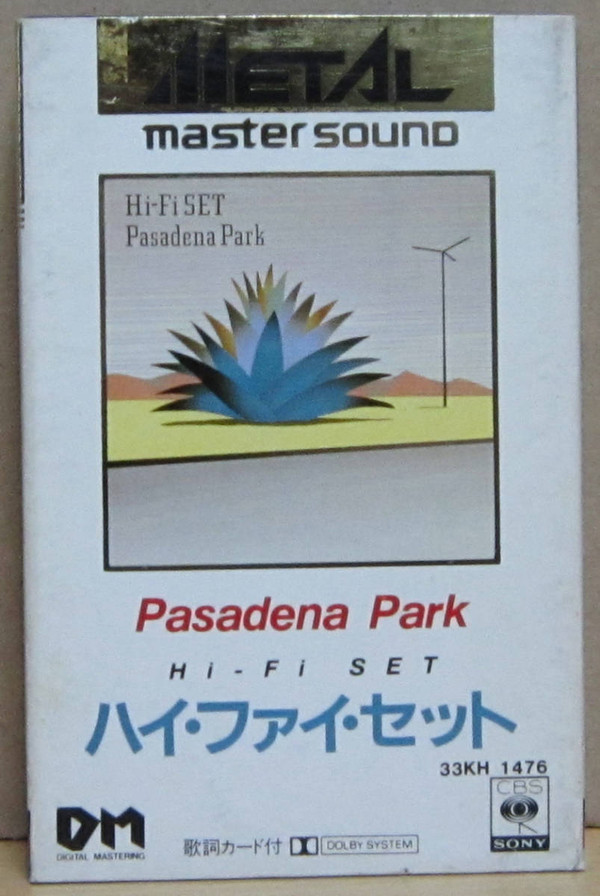 METAL
master sound
Hi-Fi SET
Pasadena Park
Pasadena Park
Hi-Fi SET
ハイ・ファイ・セット
33KH 1476
CBS
SONY
DM
DIGITAL MASTERING
歌詞カード付
DOLBY SYSTEM